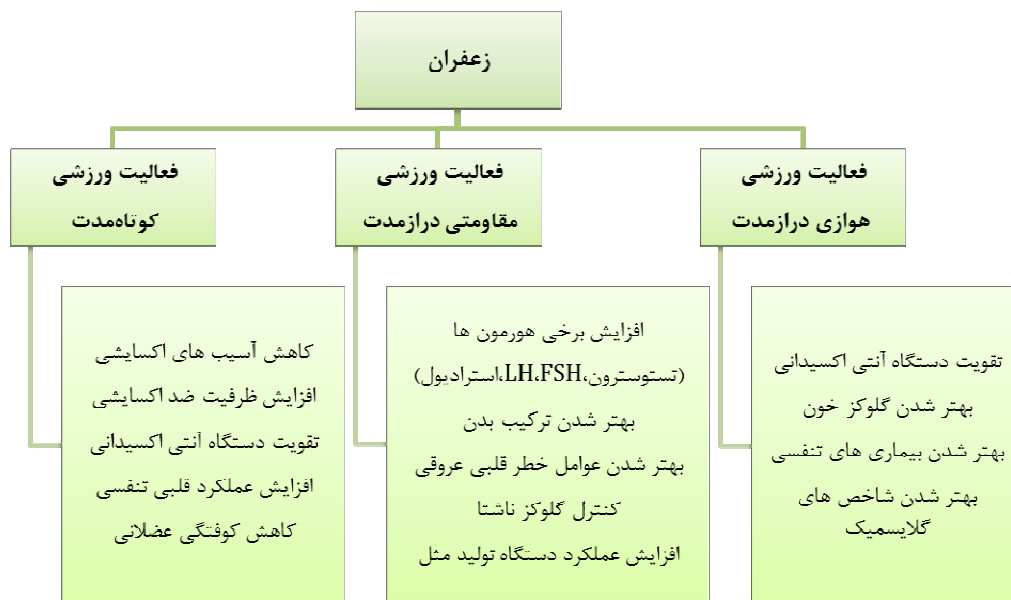 زعفران
فعالیت ورزشی
هوازی درازمدت
فعالیت ورزشی
مقاومتی درازمدت
فعالیت ورزشی
کوتاه‌مدت
تقویت دستگاه آنتی اکسیدانی
بهتر شدن گلوکز خون
بهتر شدن بیماری های تنفسی
بهتر شدن شاخص های
گلایسمیک
افزایش برخی هورمون ها
(تستوسترون،LH،FSH،استرادیول)
بهتر شدن ترکیب بدن
بهتر شدن عوامل خطر قلبی عروقی
کنترل گلوکز ناشتا
افزایش عملکرد دستگاه تولید مثل
کاهش آسیب های اکسایشی
افزایش ظرفیت ضد اکسایشی
تقویت دستگاه آنتی اکسیدانی
افزایش عملکرد قلبی تنفسی
کاهش کوفتگی عضلانی